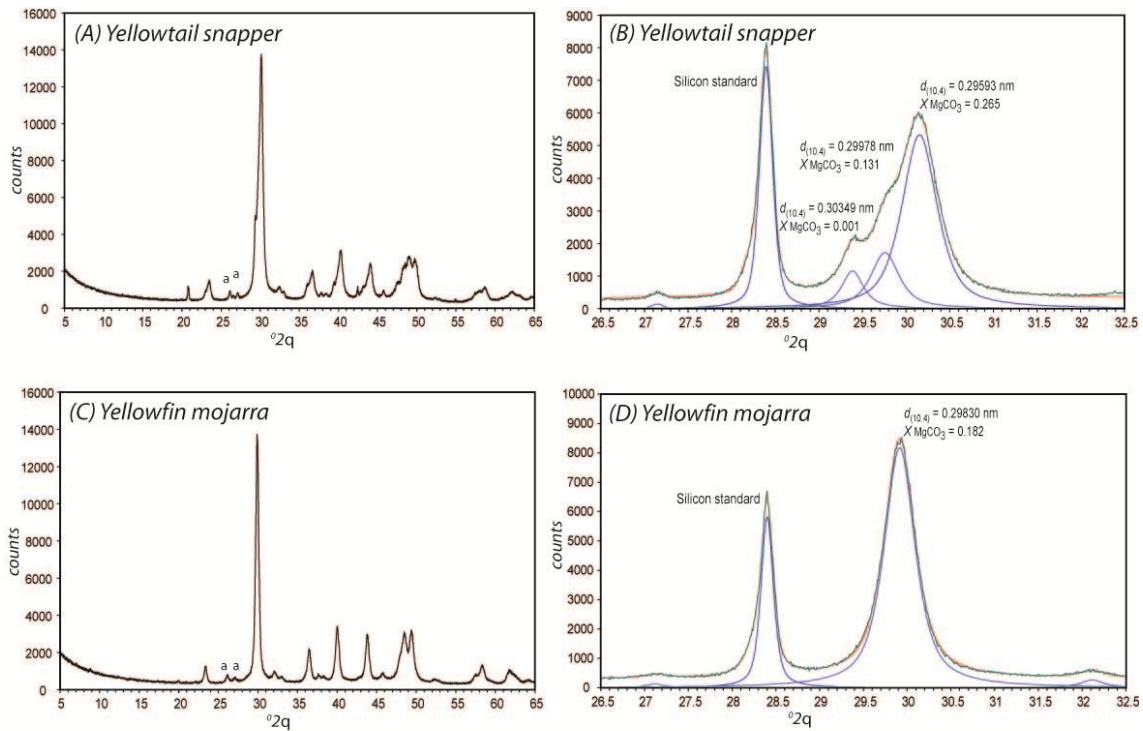 (A) Yellowtail snapper
16000
14000
12000
10000
8000
6000
4000
2000
0
counts
a a
5 10 15 20 25 30 35 40 45 50 55 60 65
⁰2q
(B) Yellowtail snapper
9000
8000
7000
6000
5000
4000
3000
2000
1000
0
counts
Silicon standard
d(10.4) = 0.29593 nm
X MgCO3 = 0.265
d(10.4) = 0.29978 nm
X MgCO3 = 0.131
d(10.4) = 0.30349 nm
X MgCO3 = 0.001
26.5 27 27.5 28 28.5 29 29.5 30 30.5 31 31.5 32 32.5
⁰2q
(C) Yellowfin mojarra
16000
14000
12000
10000
8000
6000
4000
2000
0
counts
a a
5 10 15 20 25 30 35 40 45 50 55 60 65
⁰2q
(D) Yellowfin mojarra
10000
9000
8000
7000
6000
5000
4000
3000
2000
1000
0
counts
Silicon standard
d(10.4) = 0.29830 nm
X MgCO3 = 0.182
26.5 27 27.5 28 28.5 29 29.5 30 30.5 31 31.5 32 32.5
⁰2q